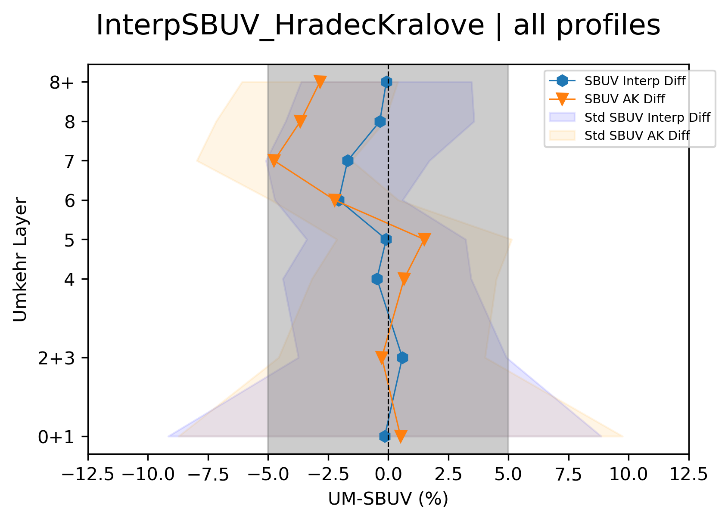 InterpSBUV_HradecKralove | all profiles
SBUV Interp Diff
SBUV AK Diff
Std SBUV Interp Diff
Std SBUV AK Diff
Umkehr Layer
8+
8
7
6
5
4
2+3
0+1
−12.5 −10.0 −7.5 −5.0 −2.5 0.0 2.5 5.0 7.5 10.0 12.5
UM-SBUV (%)